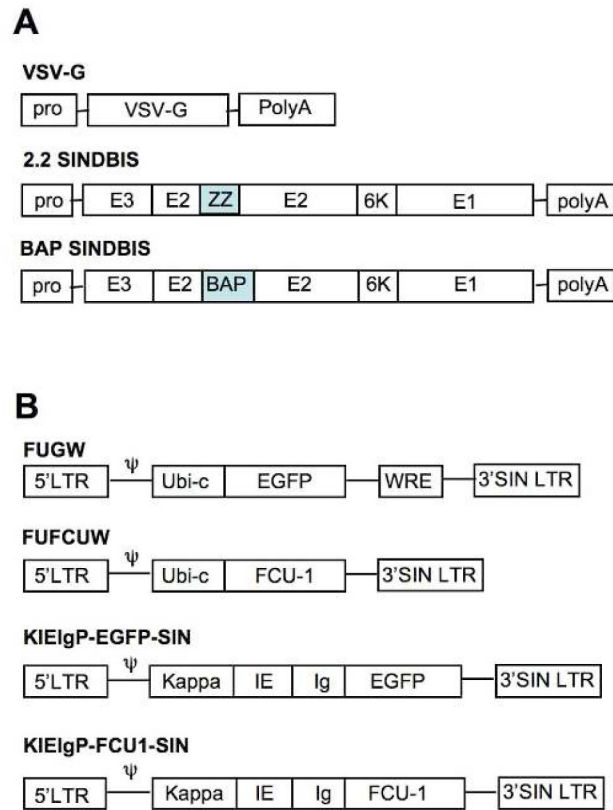 A
VSV-G
pro VSV-G PolyA
2.2 SINDBIS
pro E3 E2 ZZ E2 6K E1 polyA
BAP SINDBIS
pro E3 E2 BAP E2 6K E1 polyA
B
FUGW
5'LTR ψ Ubi-c EGFP WRE 3'SIN LTR
FUFCUW
5'LTR ψ Ubi-c FCU-1 3'SIN LTR
KIEIgP-EGFP-SIN
5'LTR ψ Kappa IE Ig EGFP 3'SIN LTR
KIEIgP-FCU1-SIN
5'LTR ψ Kappa IE Ig FCU-1 3'SIN LTR